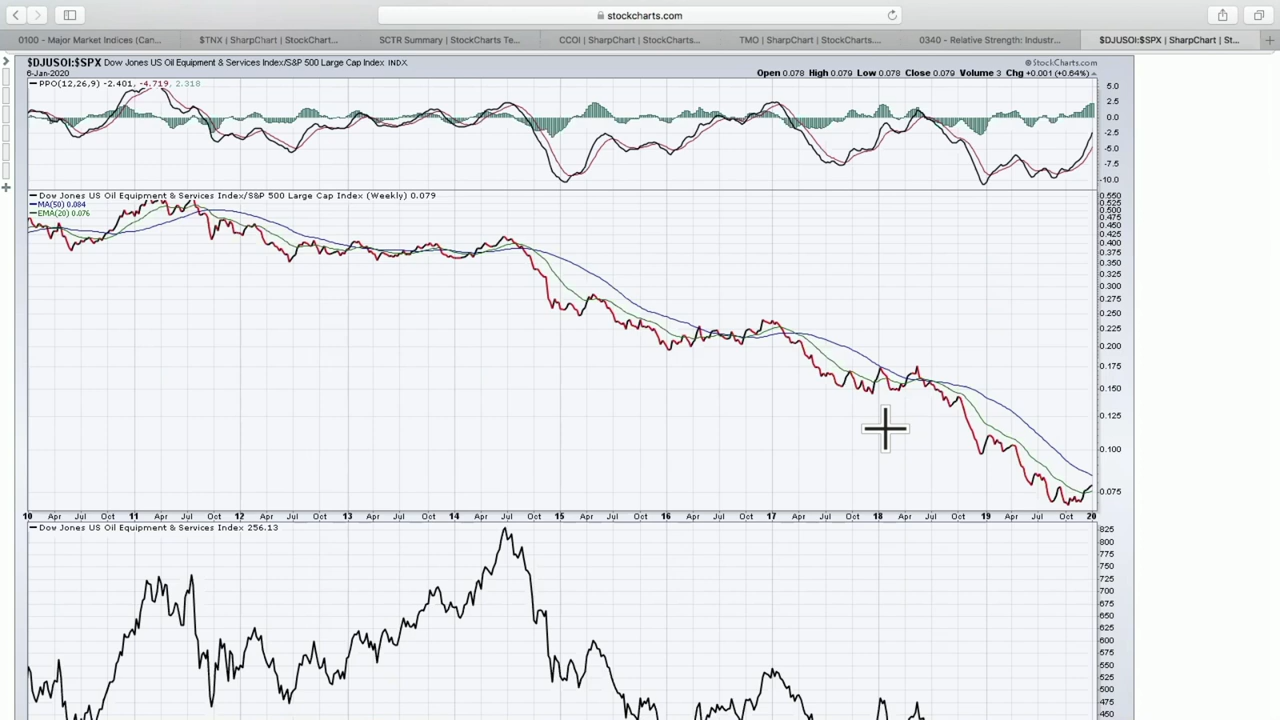 stockcharts.com
0100 - Major Market Indices (Can...
$TNX | SharpChart | StockChart...
SCTR Summary | StockCharts Te...
CCOI | SharpChart | StockCharts...
TMO | SharpChart | StockCharts....
0340 - Relative Strength: Industr...
$DJUSOI:$SPX | SharpChart | St...
$DJUSOI:$SPX Dow Jones US Oil Equipment & Services Index/S&P 500 Large Cap Index INDX
© StockCharts.com
6-Jan-2020
Open 0.078 High 0.079 Low 0.078 Close 0.079 Volume 3 Chg +0.001 (+0.64%)
PPO(12,26,9) -2.401, -4.719, 2.318
5.0
2.5
0.0
-2.5
-5.0
-7.5
-10.0
Dow Jones US Oil Equipment & Services Index/S&P 500 Large Cap Index (Weekly) 0.079
MA(50) 0.084
EMA(20) 0.076
0.550
0.525
0.500
0.475
0.450
0.425
0.400
0.375
0.350
0.325
0.300
0.275
0.250
0.225
0.200
0.175
0.150
0.125
0.100
0.075
10 Apr Jul Oct 11 Apr Jul Oct 12 Apr Jul Oct 13 Apr Jul Oct 14 Apr Jul Oct 15 Apr Jul Oct 16 Apr Jul Oct 17 Apr Jul Oct 18 Apr Jul Oct 19 Apr Jul Oct 20
Dow Jones US Oil Equipment & Services Index 256.13
825
800
775
750
725
700
675
650
625
600
575
550
525
500
475
450